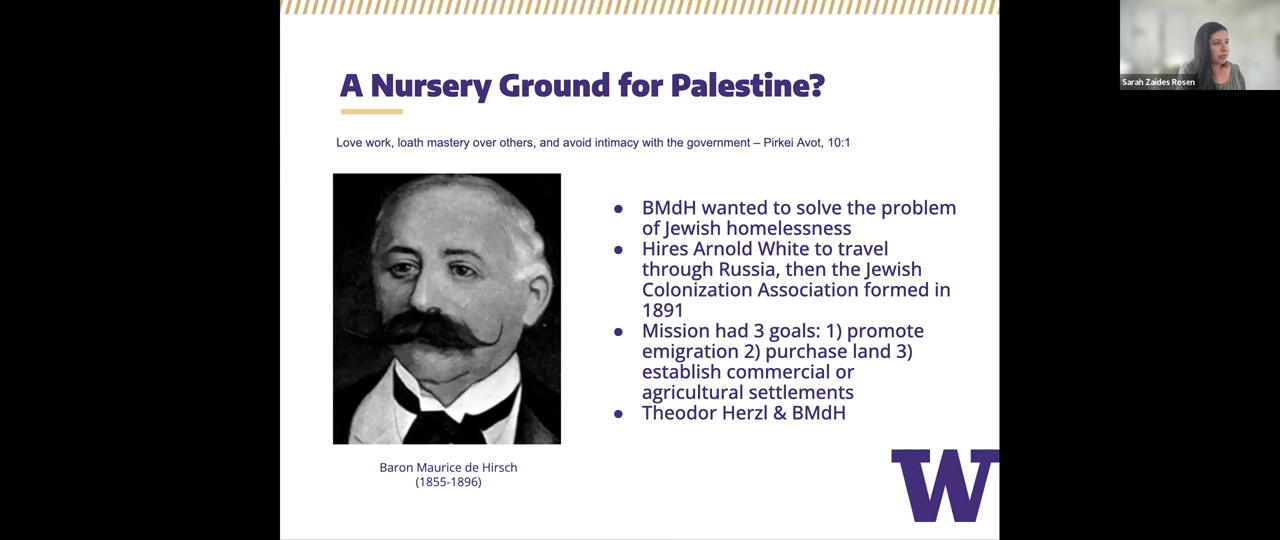 A Nursery Ground for Palestine?
Love work, loath mastery over others, and avoid intimacy with the government – Pirkei Avot, 10:1
● BMdH wanted to solve the problem
of Jewish homelessness
● Hires Arnold White to travel
through Russia, then the Jewish
Colonization Association formed in
1891
● Mission had 3 goals: 1) promote
emigration 2) purchase land 3)
establish commercial or
agricultural settlements
● Theodor Herzl & BMdH
Baron Maurice de Hirsch
(1855-1896)
W
Sarah Zaides Rosen